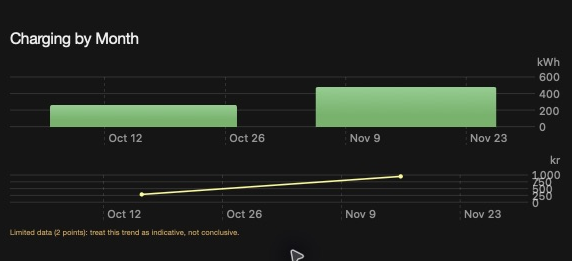 Charging by Month
kWh
600
400
200
0
Oct 12 Oct 26 Nov 9 Nov 23
kr
1,000
750
500
250
0
Oct 12 Oct 26 Nov 9 Nov 23
Limited data (2 points): treat this trend as indicative, not conclusive.